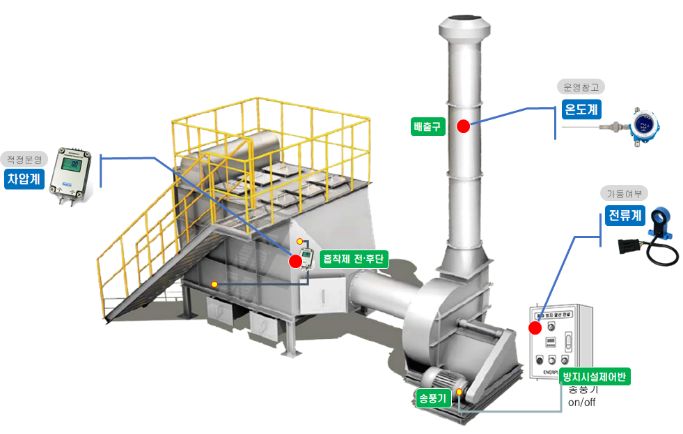 운영참고
온도계
배출구
적정운영
차압계
가동여부
전류계
흡착제 전·후단
ENERPI
방지시설제어반
송풍기
on/off
송풍기